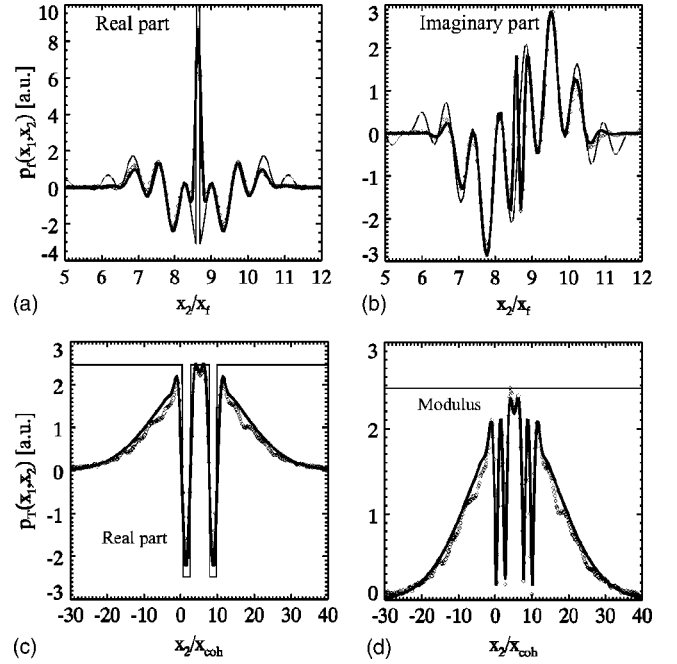 Real part
p_f(x_1,x_2) [a.u.]
10
8
6
4
2
0
-2
-4
5 6 7 8 9 10 11 12
x_2/x_f
(a)
Imaginary part
3
2
1
0
-1
-2
-3
5 6 7 8 9 10 11 12
x_2/x_f
(b)
p_T(x_1,x_2) [a.u.]
3
2
1
0
-1
-2
-3
Real part
-30 -20 -10 0 10 20 30 40
x_2/x_coh
(c)
Modulus
3
2
1
0
-30 -20 -10 0 10 20 30 40
x_2/x_coh
(d)